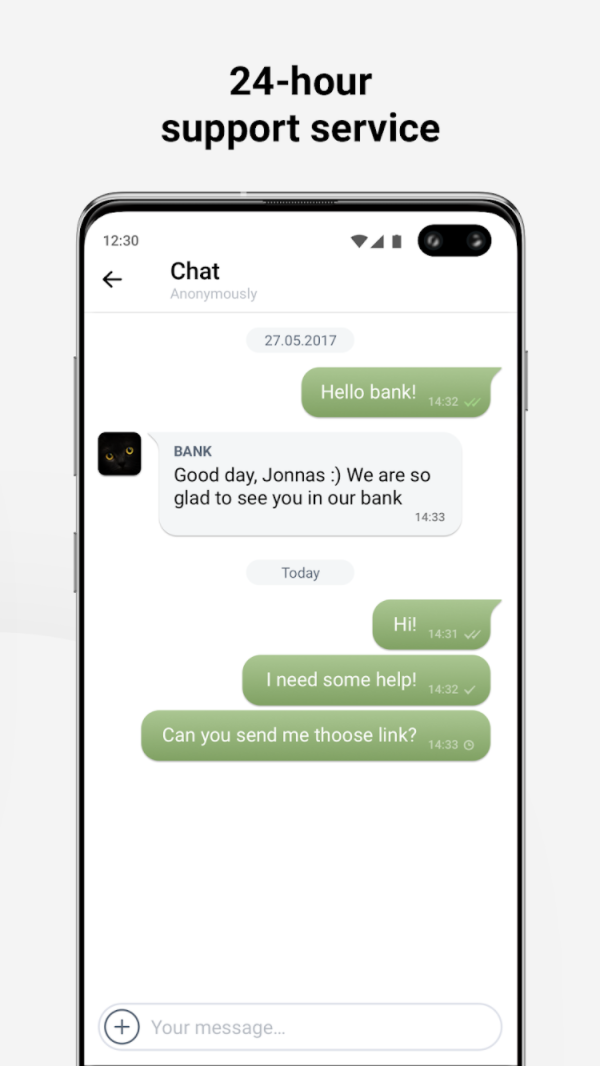 24-hour
support service
12:30
Chat
Anonymously
27.05.2017
Hello bank!
14:32
BANK
Good day, Jonnas :) We are so
glad to see you in our bank
14:33
Today
Hi!
14:31
I need some help!
14:32
Can you send me thoose link?
14:33
Your message...